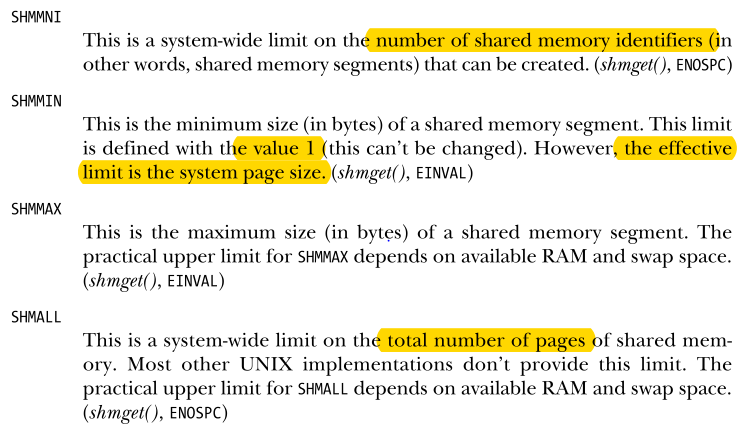 SHMMNI
This is a system-wide limit on the number of shared memory identifiers (in
other words, shared memory segments) that can be created. (shmget(), ENOSPC)
SHMMIN
This is the minimum size (in bytes) of a shared memory segment. This limit
is defined with the value 1 (this can’t be changed). However, the effective
limit is the system page size. (shmget(), EINVAL)
SHMMAX
This is the maximum size (in bytes) of a shared memory segment. The
practical upper limit for SHMMAX depends on available RAM and swap space.
(shmget(), EINVAL)
SHMALL
This is a system-wide limit on the total number of pages of shared mem-
ory. Most other UNIX implementations don’t provide this limit. The
practical upper limit for SHMALL depends on available RAM and swap space.
(shmget(), ENOSPC)